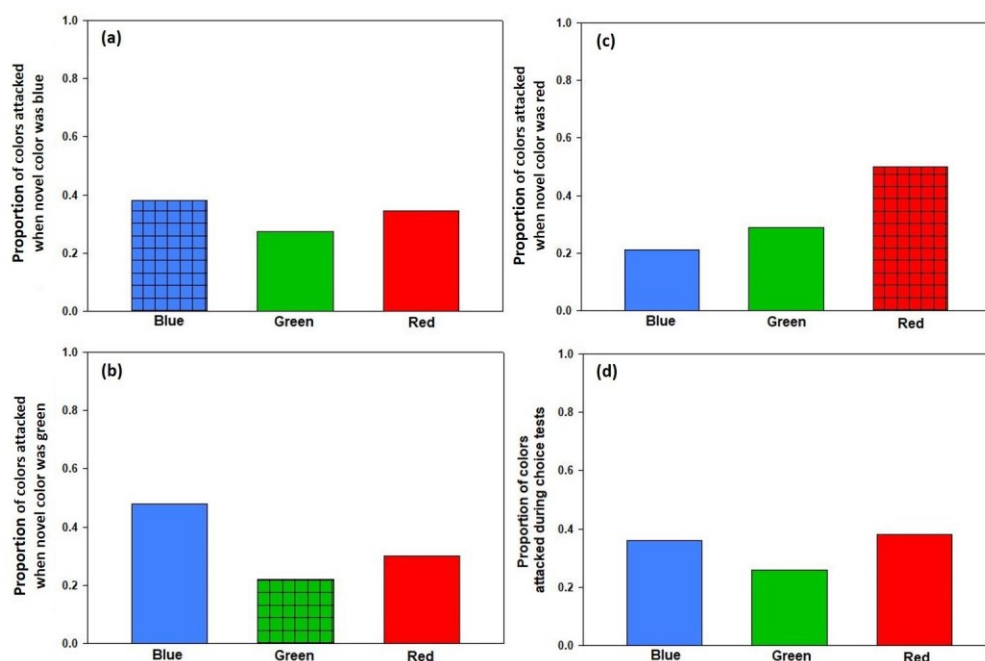 (a)
Proportion of colors attacked
when novel color was blue
1.0
0.8
0.6
0.4
0.2
0.0
Blue Green Red
(c)
Proportion of colors attacked
when novel color was red
1.0
0.8
0.6
0.4
0.2
0.0
Blue Green Red
(b)
Proportion of colors attacked
when novel color was green
1.0
0.8
0.6
0.4
0.2
0.0
Blue Green Red
(d)
Proportion of colors
attacked during choice tests
1.0
0.8
0.6
0.4
0.2
0.0
Blue Green Red